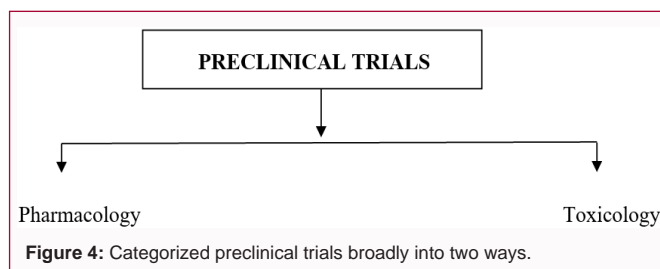 PRECLINICAL TRIALS
Pharmacology Toxicology
Figure 4: Categorized preclinical trials broadly into two ways.